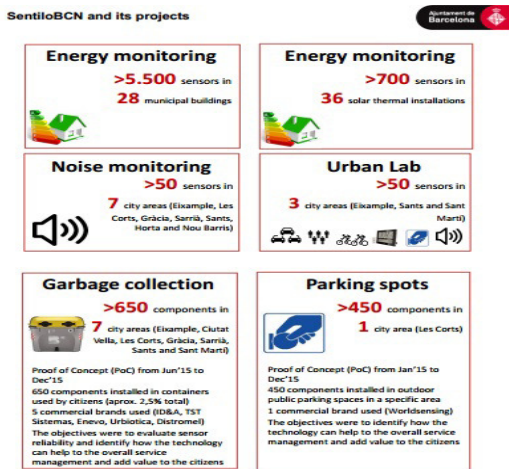 SentiloBCN and its projects
Ajuntament de
Barcelona
Energy monitoring
>5.500 sensors in
28 municipal buildings
Energy monitoring
>700 sensors in
36 solar thermal installations
Noise monitoring
>50 sensors in
7 city areas (Eixample, Les
Corts, Gràcia, Sarrià, Sants,
Horta and Nou Barris)
Urban Lab
>50 sensors in
3 city areas (Eixample, Sants and Sant
Martí)
Garbage collection
>650 components in
7 city areas (Eixample, Ciutat
Vella, Les Corts, Gràcia, Sarrià,
Sants and Sant Martí)
Proof of Concept (PoC) from Jun'15 to
Dec'15
650 components installed in containers
used by citizens (aprox. 2,5% total)
5 commercial brands used (ID&A, TST
Sistemas, Enevo, Urbiotica, Distromel)
The objectives were to evaluate sensor
reliability and identify how the technology
can help to the overall service
management and add value to the citizens
Parking spots
>450 components in
1 city area (Les Corts)
Proof of Concept (PoC) from Jan'15 to
Dec'15
450 components installed in outdoor
public parking spaces in a specific area
1 commercial brand used (Worldsensing)
The objectives were to identify how the
technology can help to the overall service
management and add value to the citizens